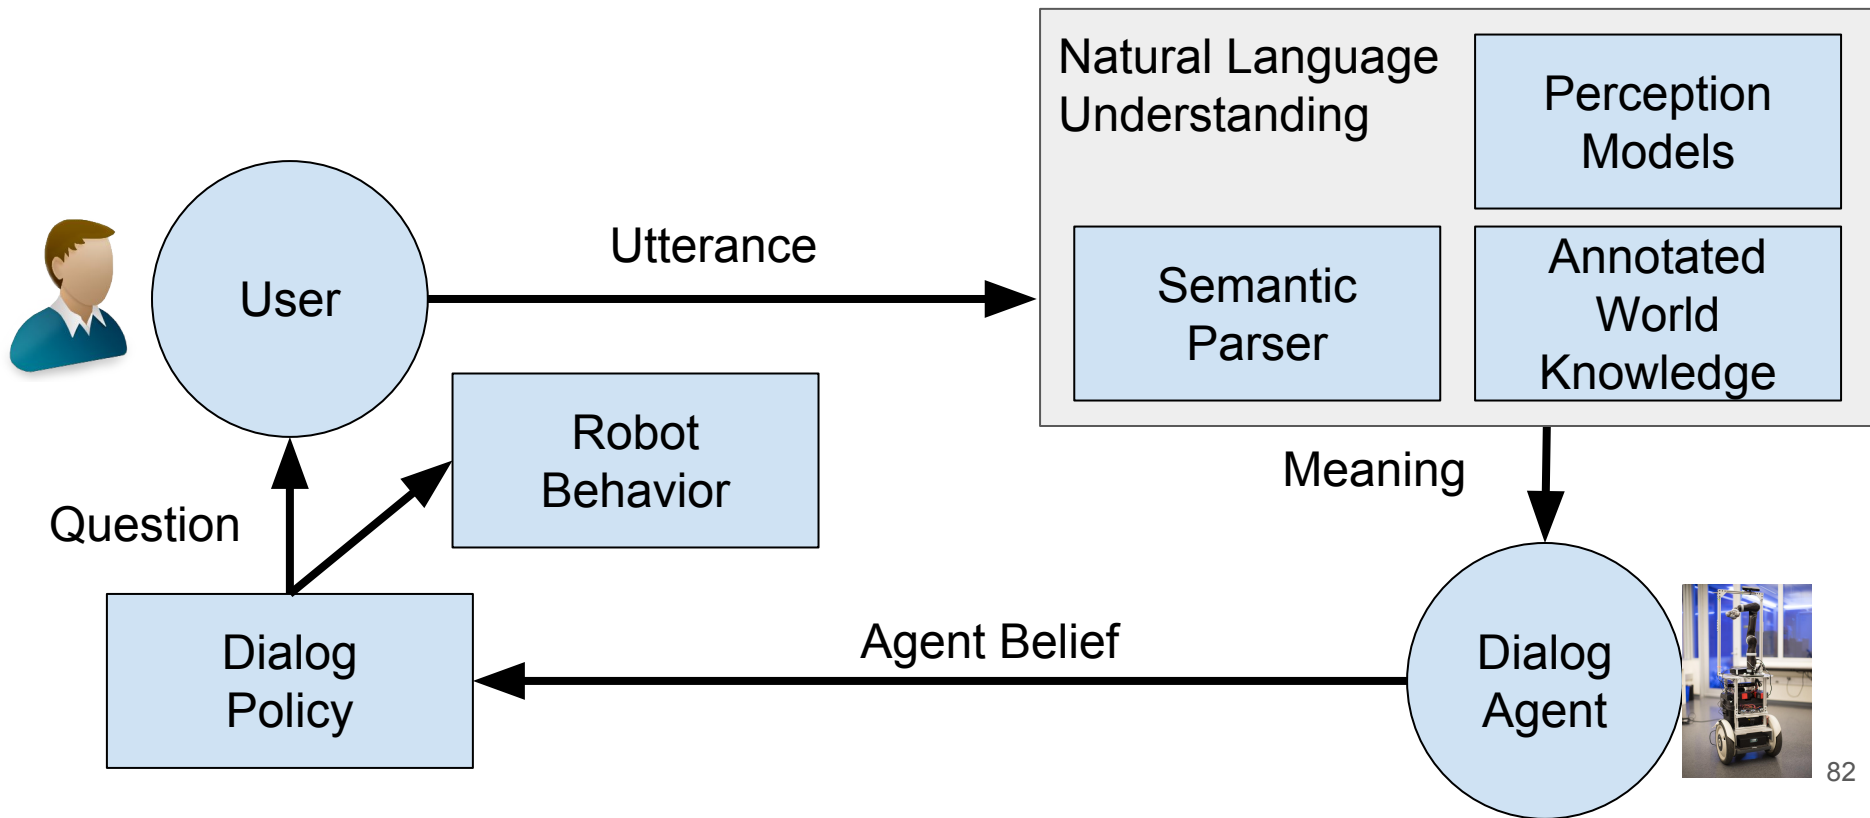 Natural Language
Understanding
Perception
Models
Utterance
User
Semantic
Parser
Annotated
World
Knowledge
Robot
Behavior
Meaning
Question
Dialog
Policy
Agent Belief
Dialog
Agent
82